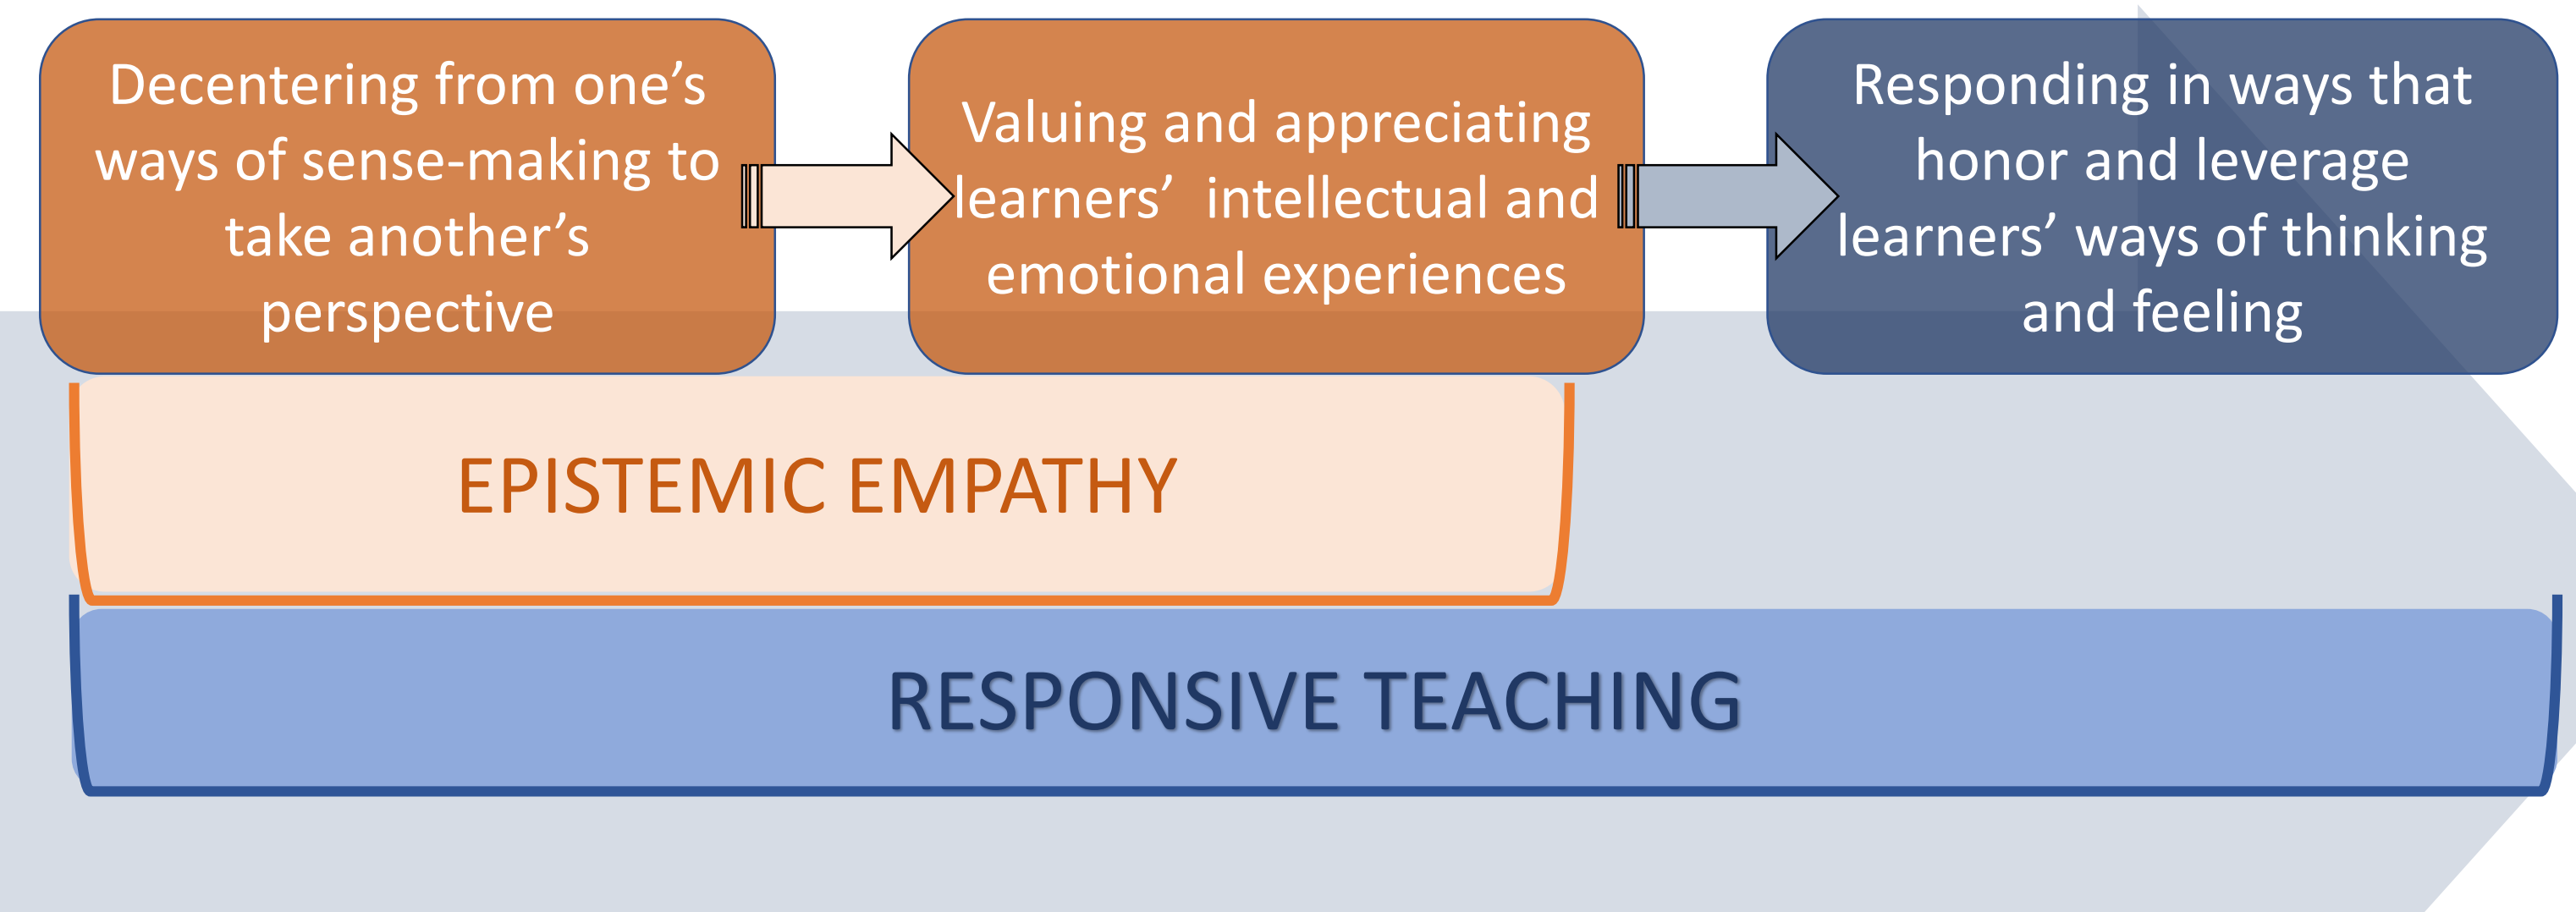 Decentering from one’s
ways of sense-making to
take another’s
perspective
Valuing and appreciating
learners’  intellectual and
emotional experiences
Responding in ways that
honor and leverage
learners’ ways of thinking
and feeling
EPISTEMIC EMPATHY
RESPONSIVE TEACHING